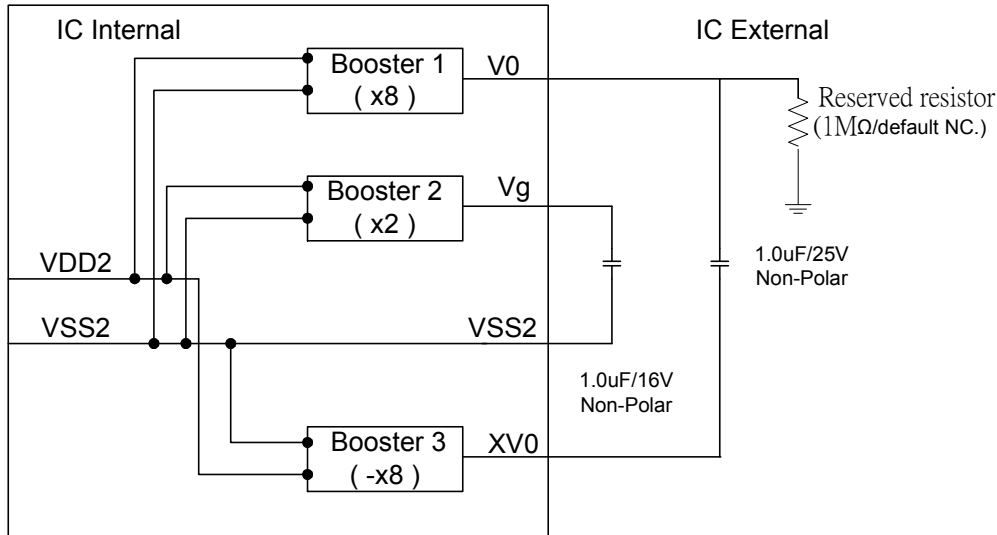 IC Internal
IC External
Booster 1
( x8 )
V0
Reserved resistor
(1MΩ/default NC.)
Booster 2
( x2 )
Vg
VDD2
1.0uF/25V
Non-Polar
VSS2
VSS2
1.0uF/16V
Non-Polar
Booster 3
( -x8 )
XV0